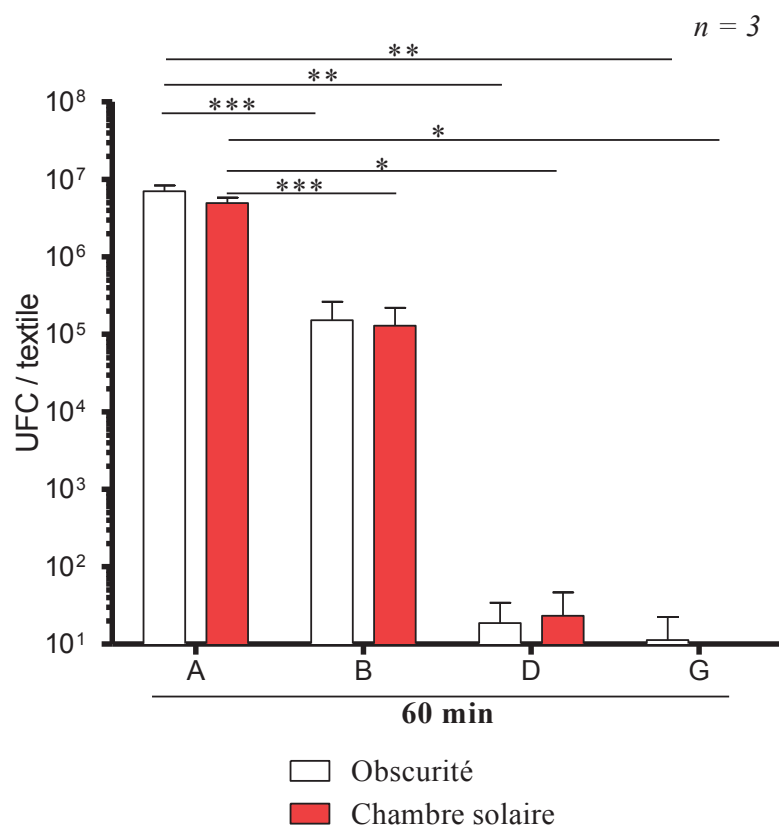 n = 3
**
**
***
*
*
***
10⁸
10⁷
10⁶
10⁵
10⁴
10³
10²
10¹
UFC / textile
A B D G
60 min
Obscurité
Chambre solaire